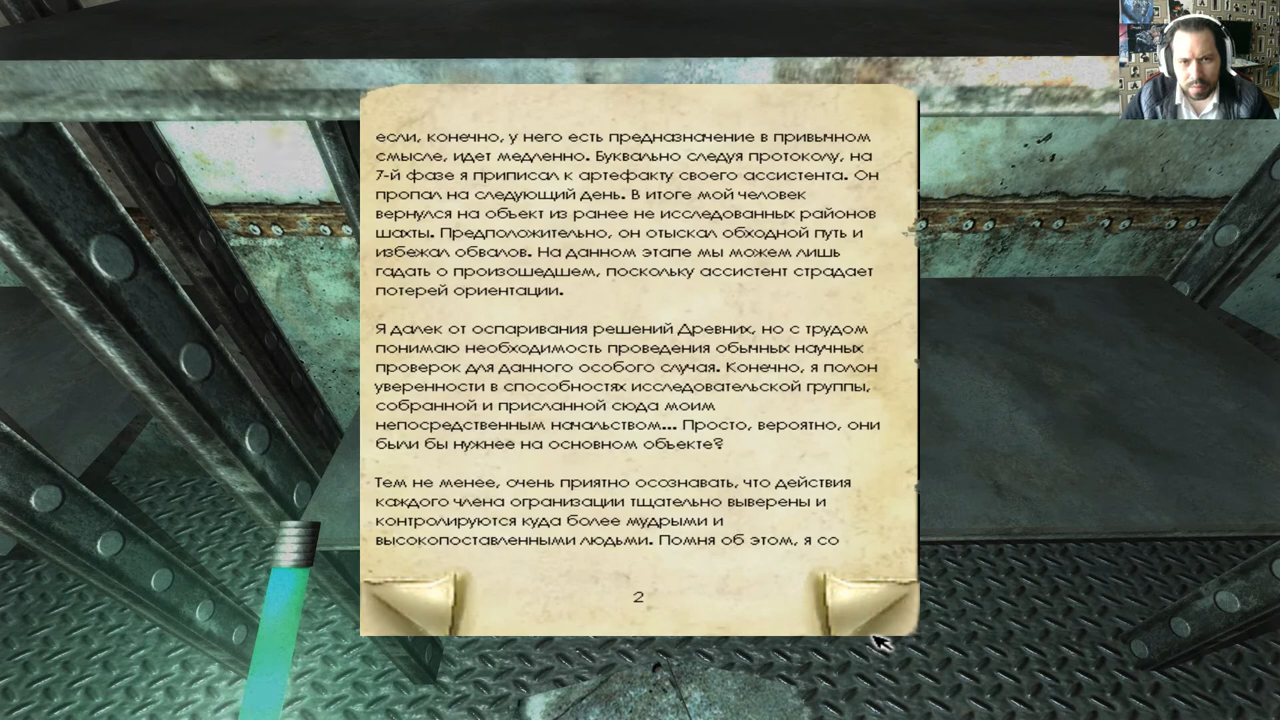 если, конечно, у него есть предназначение в привычном
смысле, идет медленно. Буквально следуя протоколу, на
7-й фазе я приписал к артефакту своего ассистента. Он
пропал на следующий день. В итоге мой человек
вернулся на объект из ранее не исследованных районов
шахты. Предположительно, он отыскал обходной путь и
избежал обвалов. На данном этапе мы можем лишь
гадать о произошедшем, поскольку ассистент страдает
потерей ориентации.
Я далек от оспаривания решений Древних, но с трудом
понимаю необходимость проведения обычных научных
проверок для данного особого случая. Конечно, я полон
уверенности в способностях исследовательской группы,
собранной и присланной сюда моим
непосредственным начальством... Просто, вероятно, они
были бы нужнее на основном объекте?
Тем не менее, очень приятно осознавать, что действия
каждого члена огранизации тщательно выверены и
контролируются куда более мудрыми и
высокопоставленными людьми. Помня об этом, я со
2